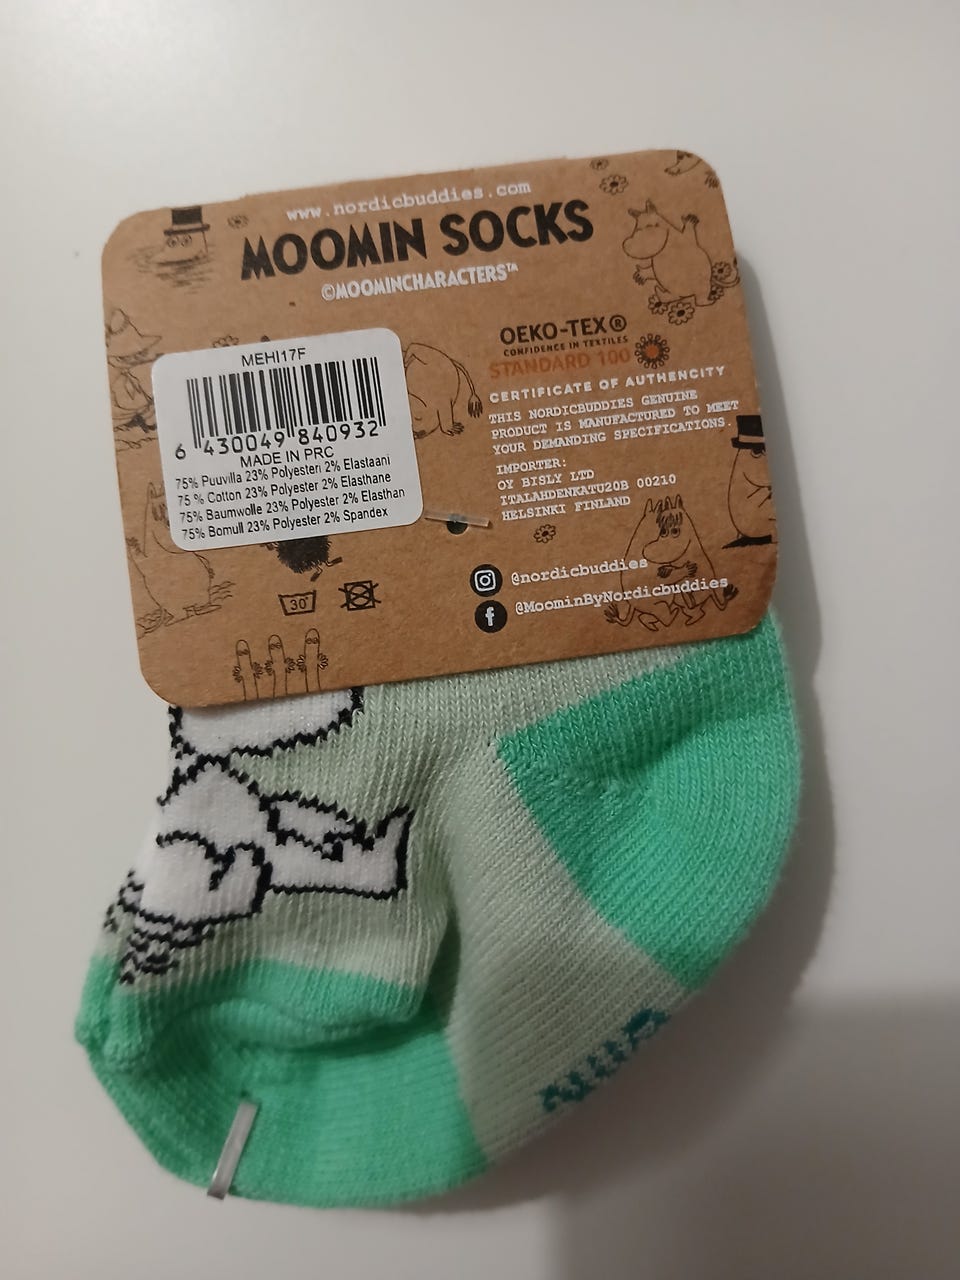 www.nordicbuddies.com
MOOMIN SOCKS
©MOOMINCHARACTERS™
MEHI17F
6 430049 840932
MADE IN PRC
75% Puuvilla 23% Polyesteri 2% Elastaani
75 % Cotton 23% Polyester 2% Elasthane
75% Baumwolle 23% Polyester 2% Elasthan
75% Bomull 23% Polyester 2% Spandex
OEKO-TEX®
CONFIDENCE IN TEXTILES
STANDARD 100
CERTIFICATE OF AUTHENCITY
THIS NORDICBUDDIES GENUINE
PRODUCT IS MANUFACTURED TO MEET
YOUR DEMANDING SPECIFICATIONS.
IMPORTER:
OY BISLY LTD
ITALAHDENKATU20B 00210
HELSINKI FINLAND
@nordicbuddies
@MoominByNordicbuddies
30°